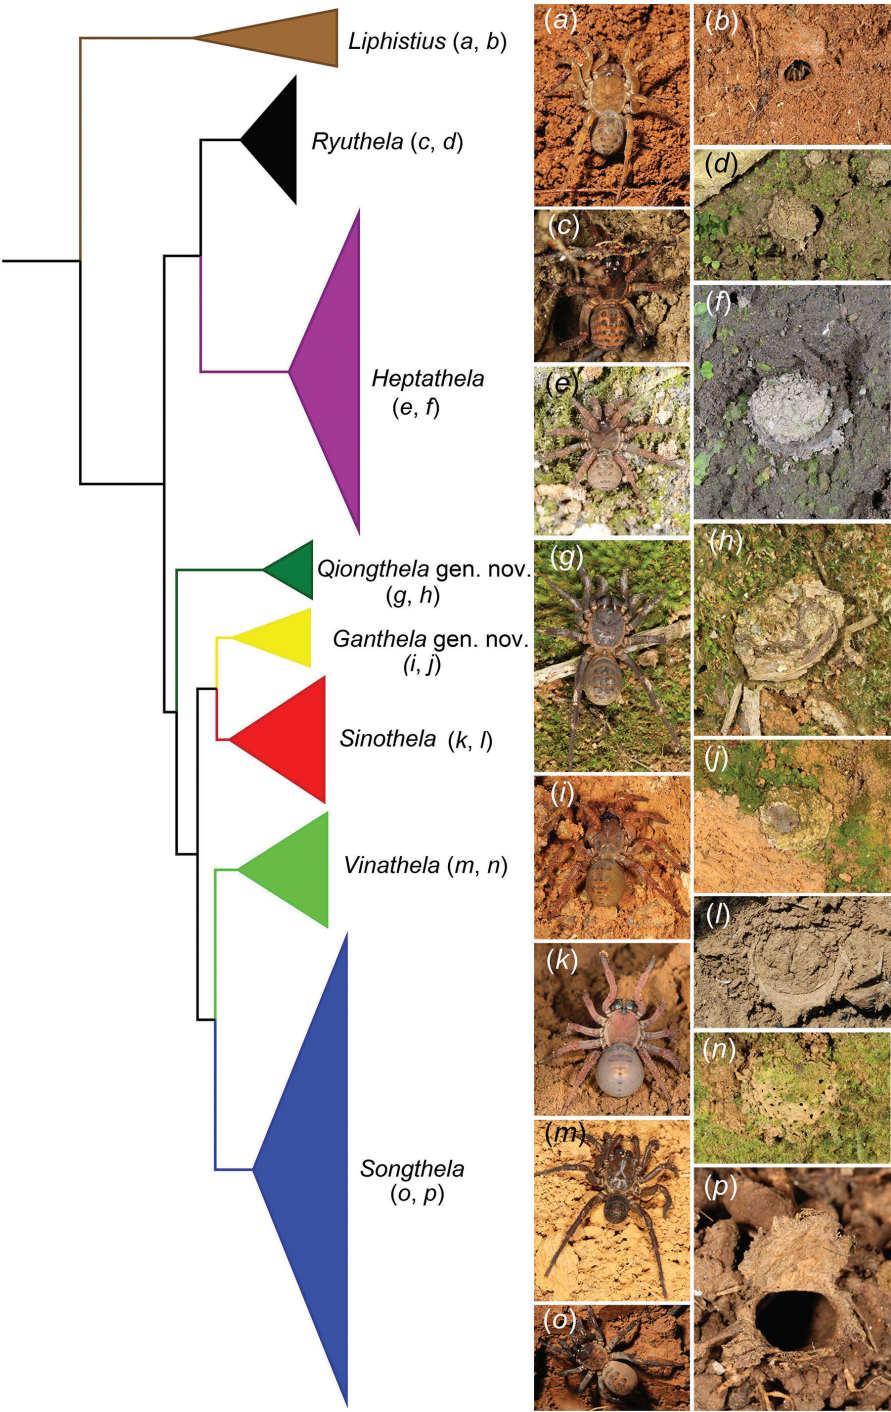 Liphistius (a, b)
Ryuthela (c, d)
Heptathela
(e, f)
Qiongthela gen. nov.
(g, h)
Ganthela gen. nov.
(i, j)
Sinothela (k, l)
Vinathela (m, n)
Songthela
(o, p)
(a)
(b)
(c)
(d)
(e)
(f)
(g)
(h)
(i)
(j)
(k)
(l)
(m)
(n)
(o)
(p)